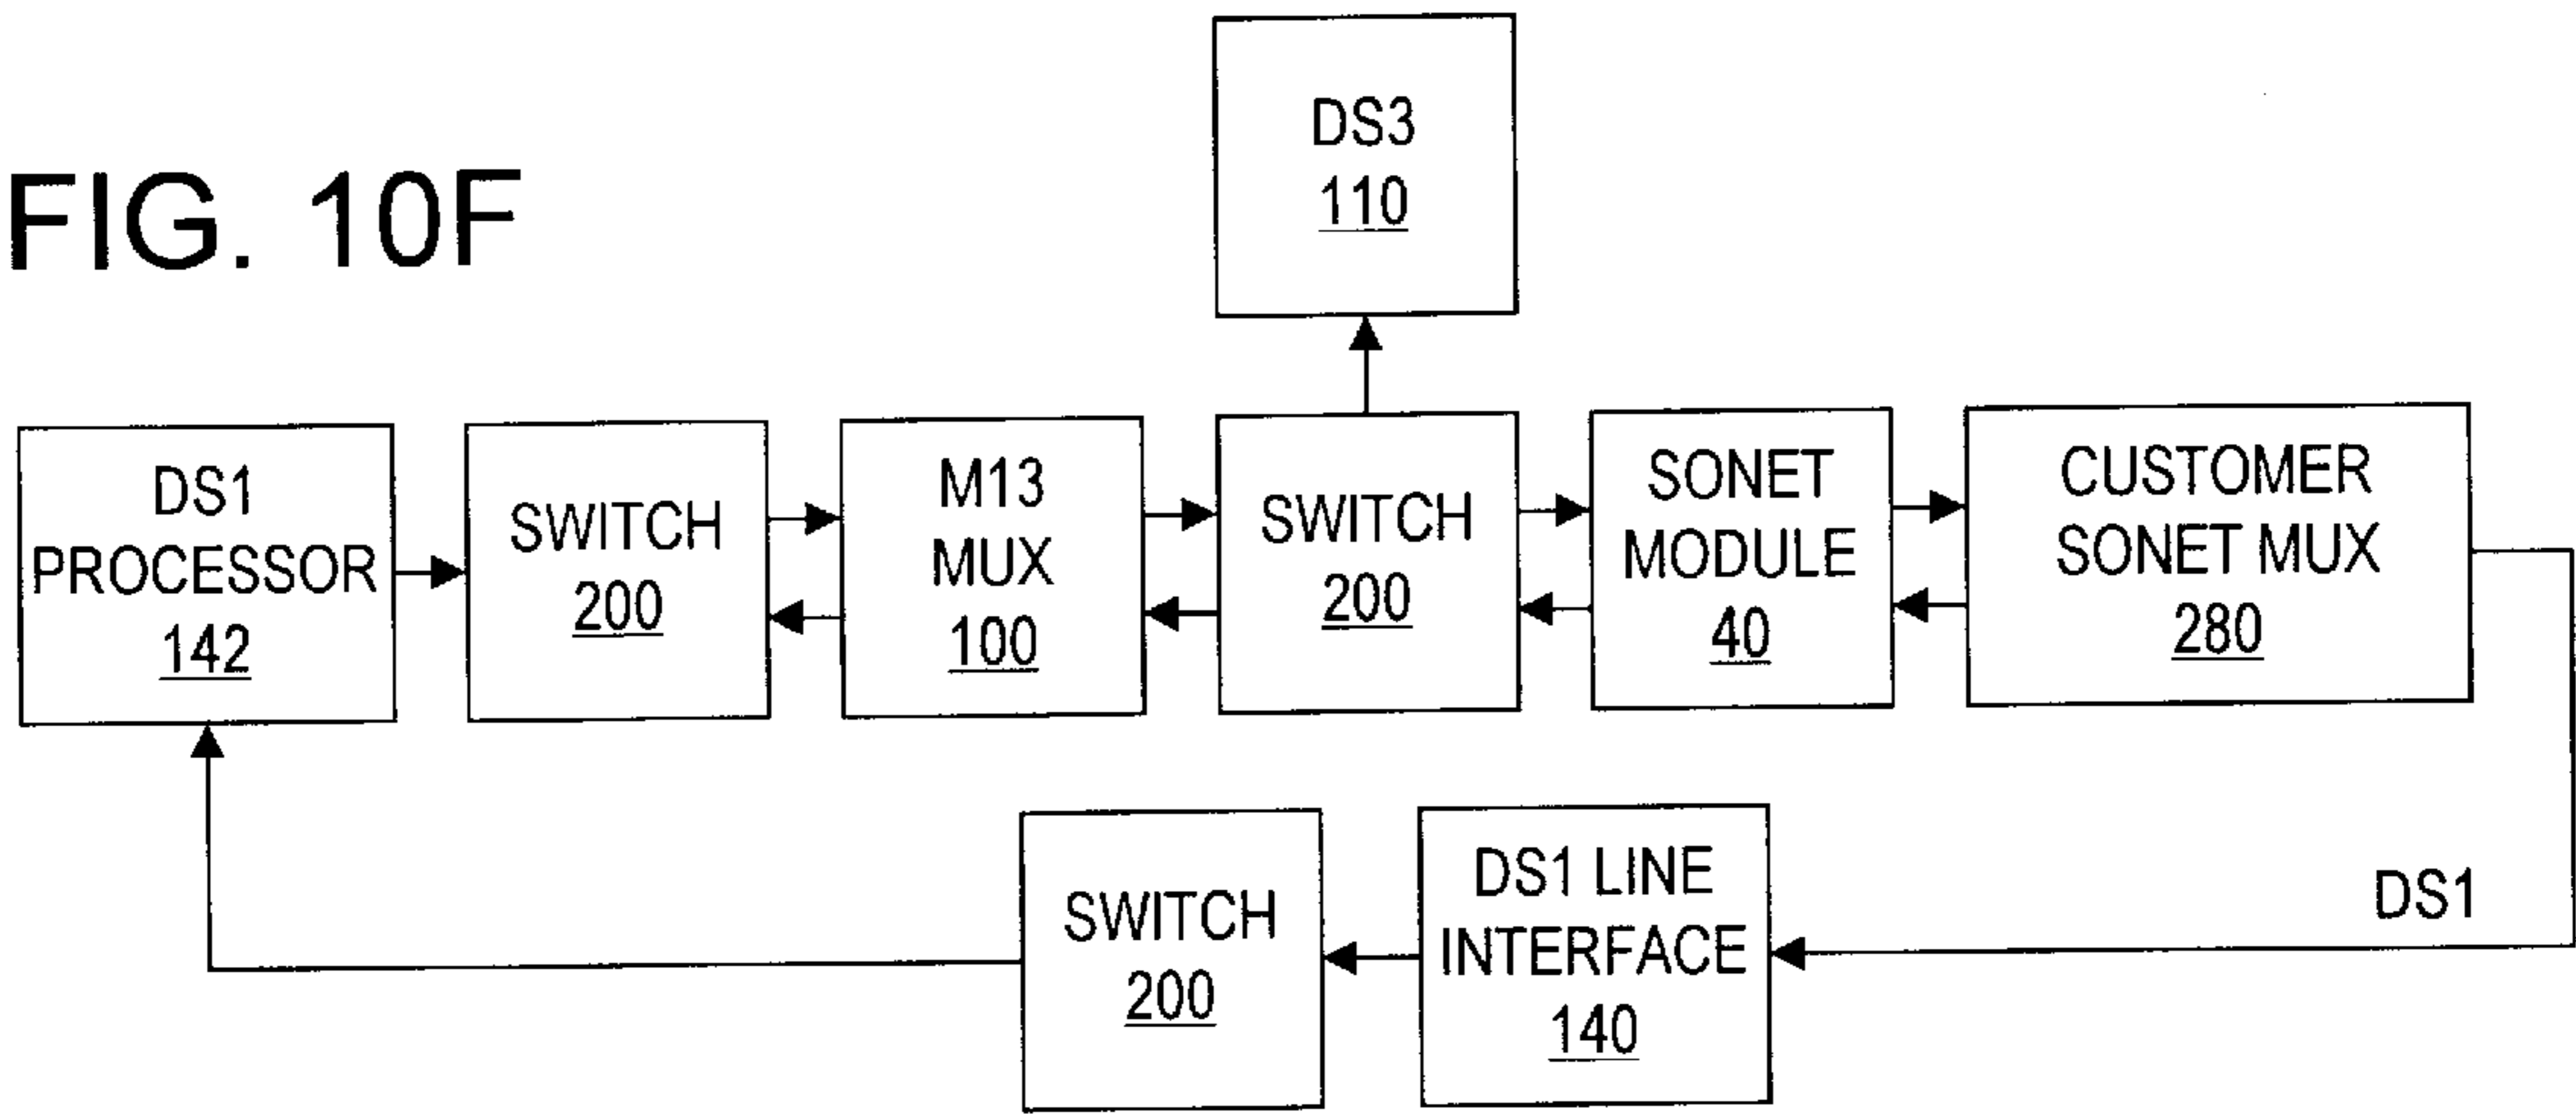 FIG. 10F
DS3
110
DS1
PROCESSOR
142
SWITCH
200
M13
MUX
100
SWITCH
200
SONET
MODULE
40
CUSTOMER
SONET MUX
280
SWITCH
200
DS1 LINE
INTERFACE
140
DS1